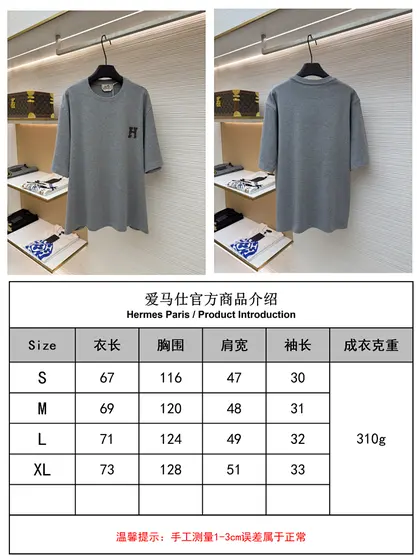 H
爱马仕官方商品介绍
Hermes Paris / Product Introduction
Size 衣长 胸围 肩宽 袖长 成衣克重
S 67 116 47 30 310g
M 69 120 48 31
L 71 124 49 32
XL 73 128 51 33
温馨提示：手工测量1-3cm误差属于正常